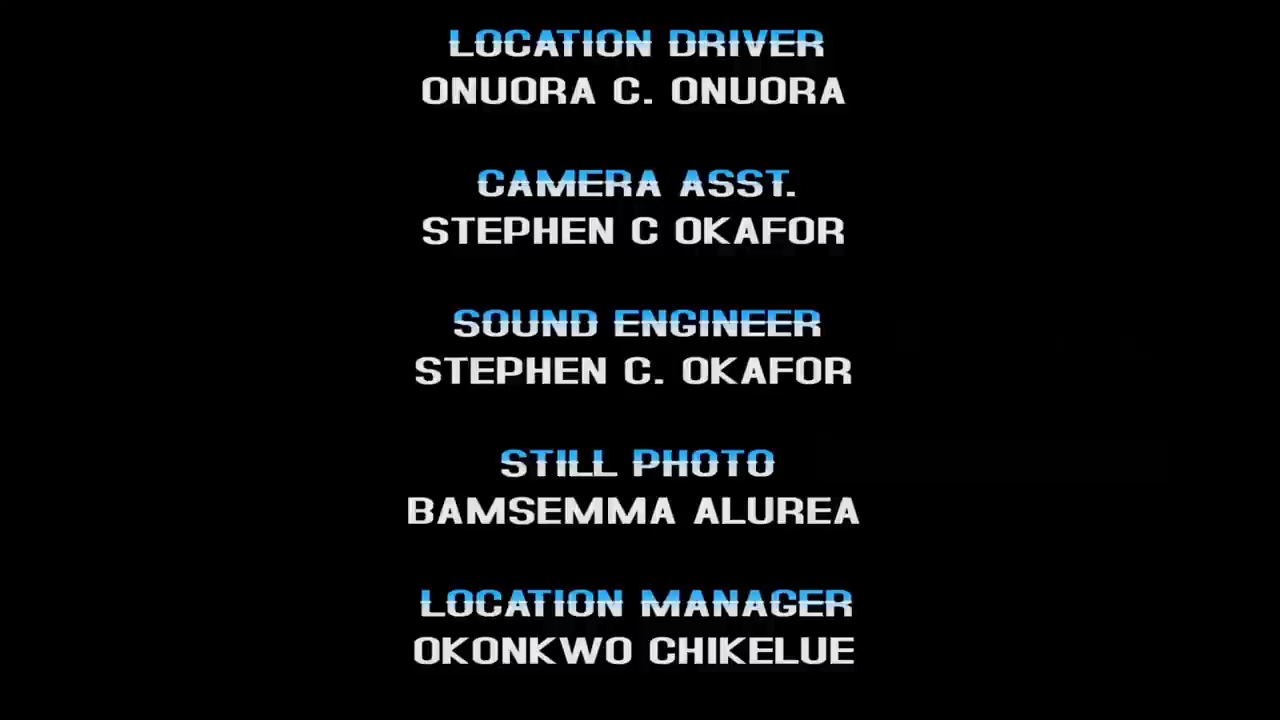 LOCATION DRIVER
ONUORA C. ONUORA
CAMERA ASST.
STEPHEN C OKAFOR
SOUND ENGINEER
STEPHEN C. OKAFOR
STILL PHOTO
BAMSEMMA ALUREA
LOCATION MANAGER
OKONKWO CHIKELUE